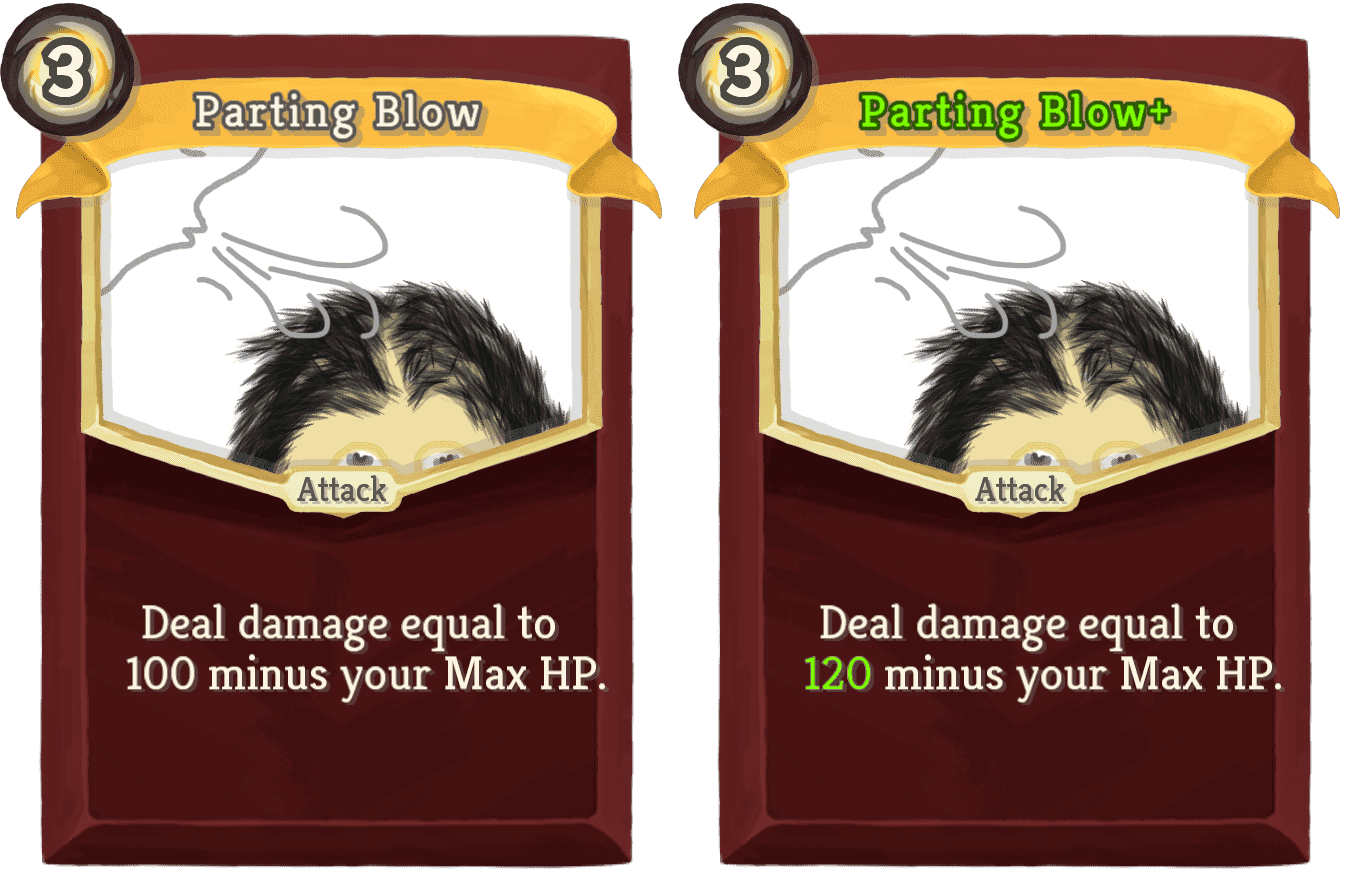 3
Parting Blow
Attack
Deal damage equal to
100 minus your Max HP.
3
Parting Blow+
Attack
Deal damage equal to
120 minus your Max HP.